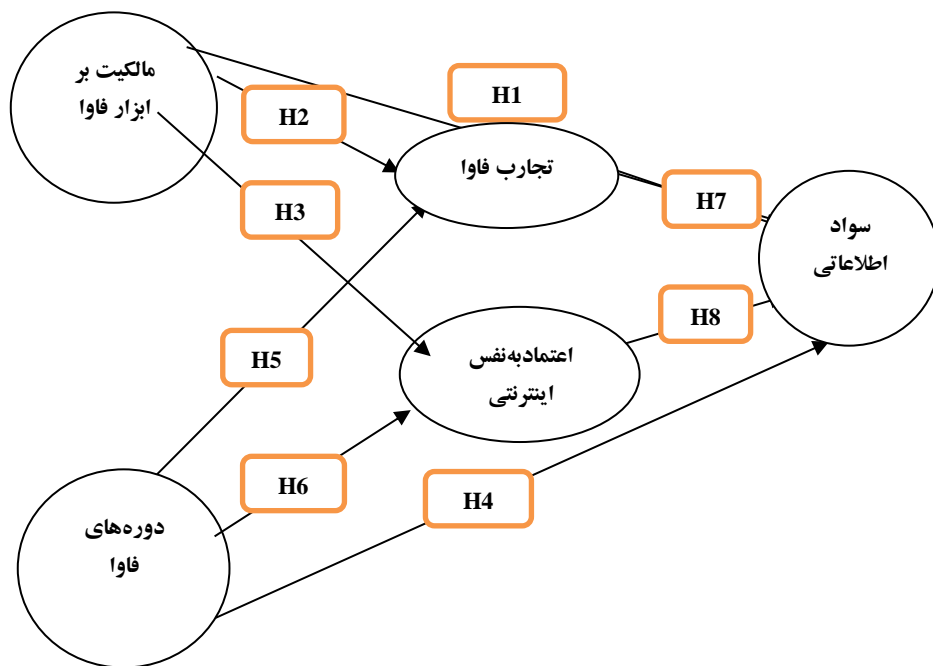 مالکیت بر
ابزار فاوا
H1
H2
تجارب فاوا
H7
H3
سواد
اطلاعاتی
H8
H5
اعتمادبه‌نفس
اینترنتی
H6
H4
دوره‌های
فاوا